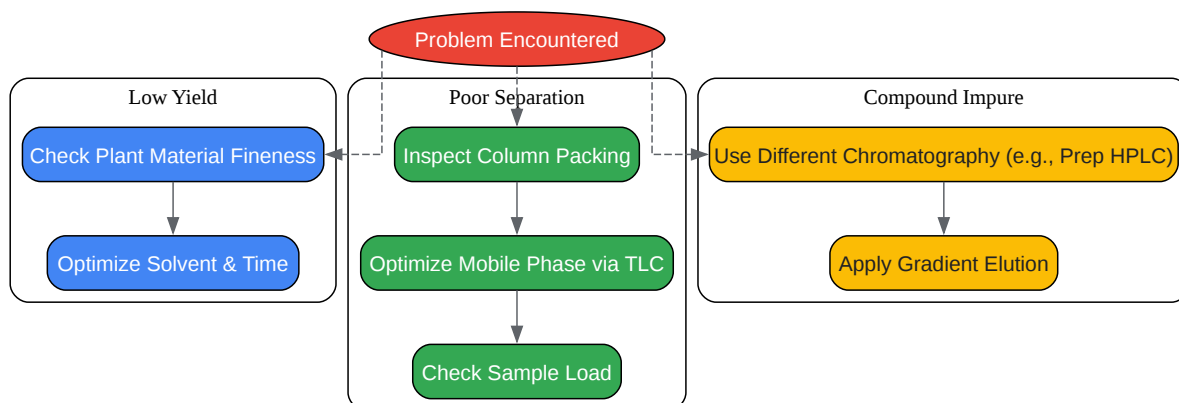 Problem Encountered
Low Yield
Check Plant Material Fineness
Optimize Solvent & Time
Poor Separation
Inspect Column Packing
Optimize Mobile Phase via TLC
Check Sample Load
Compound Impure
Use Different Chromatography (e.g., Prep HPLC)
Apply Gradient Elution